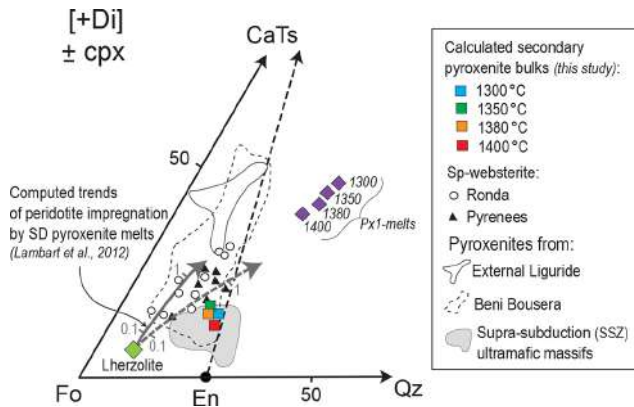 [+Di]
± cpx
CaTs
50
1300
1350
1380
1400
Px1-melts
Computed trends
of peridotite impregnation
by SD pyroxenite melts
(Lambart et al., 2012)
1
1
0.1
0.1
Lherzolite
Fo
En
50
Qz
Calculated secondary
pyroxenite bulks (this study):
1300°C
1350°C
1380°C
1400°C
Sp-websterite:
Ronda
Pyrenees
Pyroxenites from:
External Liguride
Beni Bousera
Supra-subduction (SSZ)
ultramafic massifs